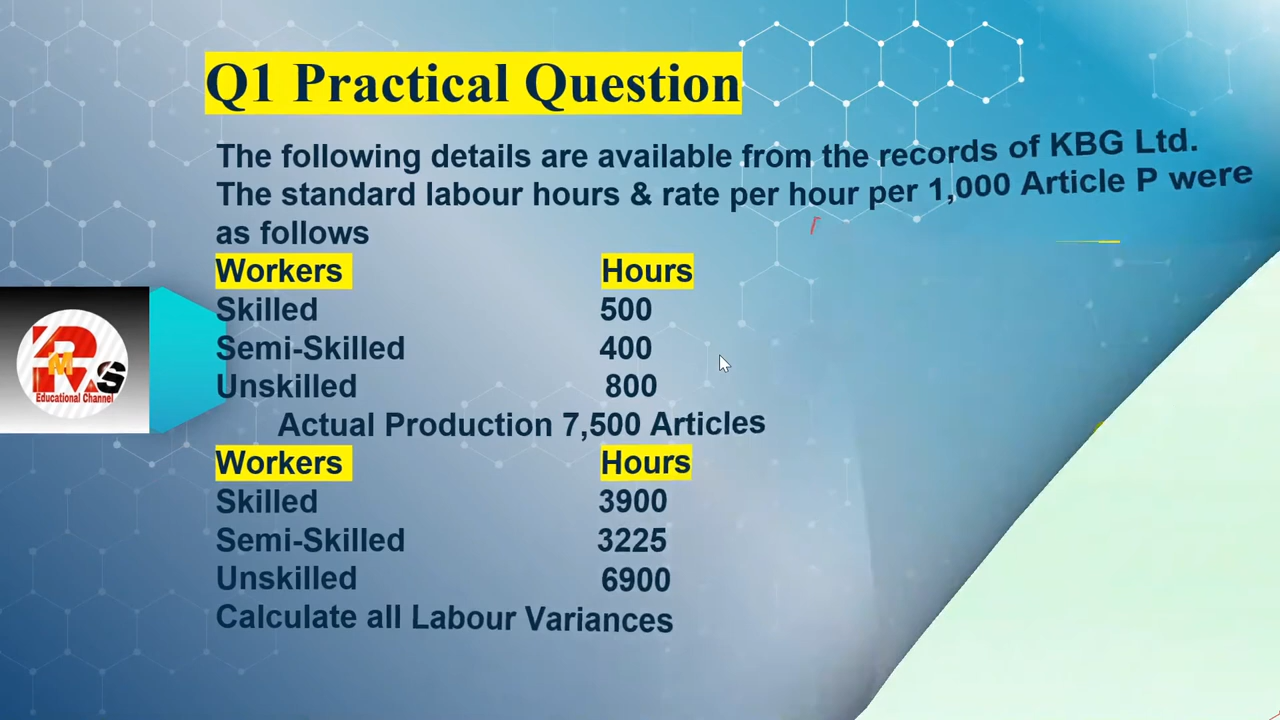 Q1 Practical Question
The following details are available from the records of KBG Ltd.
The standard labour hours & rate per hour per 1,000 Article P were
as follows
Workers Hours
Skilled 500
Semi-Skilled 400
Unskilled 800
Actual Production 7,500 Articles
Workers Hours
Skilled 3900
Semi-Skilled 3225
Unskilled 6900
Calculate all Labour Variances
Educational Channel